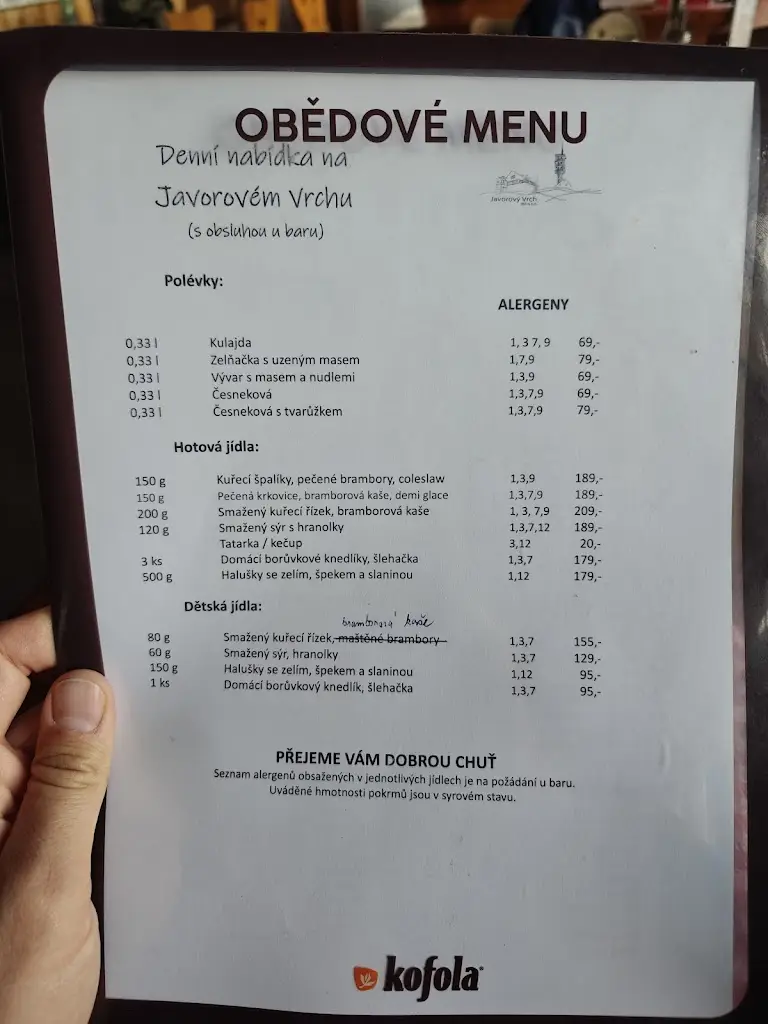 OBĚDOVÉ MENU
Denní nabídka na
Javorovém Vrchu
(s obsluhou u baru)
Javorový Vrch
Polévky:
ALERGENY
0,33 l Kulajda 1, 3 7, 9 69,-
0,33 l Zelňačka s uzeným masem 1,7,9 79,-
0,33 l Vývar s masem a nudlemi 1,3,9 69,-
0,33 l Česneková 1,3,7,9 69,-
0,33 l Česneková s tvarůžkem 1,3,7,9 79,-
Hotová jídla:
150 g Kuřecí špalíky, pečené brambory, coleslaw 1,3,9 189,-
150 g Pečená krkovice, bramborová kaše, demi glace 1,3,7,9 189,-
200 g Smažený kuřecí řízek, bramborová kaše 1, 3, 7,9 209,-
120 g Smažený sýr s hranolky 1,3,7,12 189,-
Tatarka / kečup 3,12 20,-
3 ks Domácí borůvkové knedlíky, šlehačka 1,3,7 179,-
500 g Halušky se zelím, špekem a slaninou 1,12 179,-
Dětská jídla:
bramborová kaše
80 g Smažený kuřecí řízek, maštěné brambory 1,3,7 155,-
60 g Smažený sýr, hranolky 1,3,7 129,-
150 g Halušky se zelím, špekem a slaninou 1,12 95,-
1 ks Domácí borůvkový knedlík, šlehačka 1,3,7 95,-
PŘEJEME VÁM DOBROU CHUŤ
Seznam alergenů obsažených v jednotlivých jídlech je na požádání u baru.
Uváděné hmotnosti pokrmů jsou v syrovém stavu.
kofola